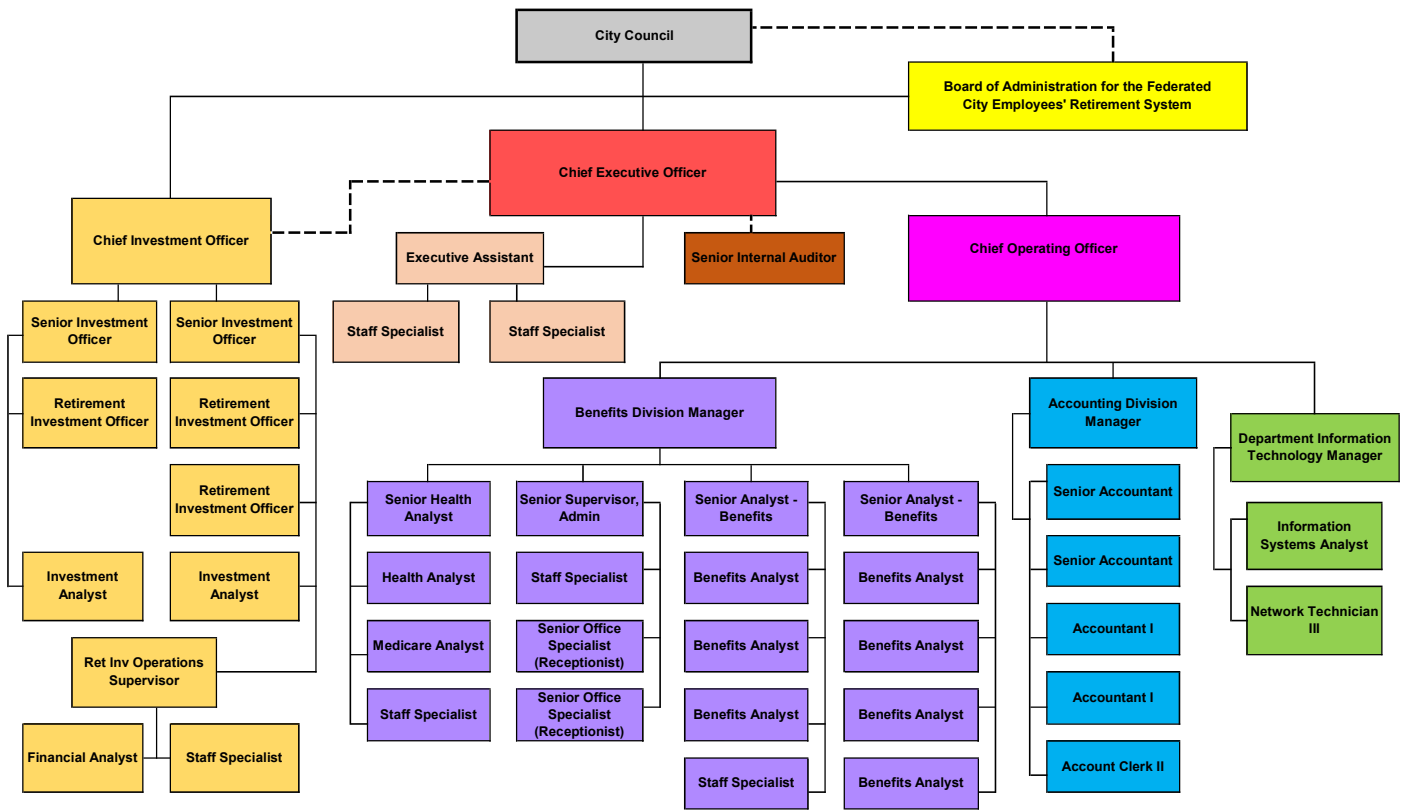 City Council
Board of Administration for the Federated
City Employees' Retirement System
Chief Executive Officer
Chief Investment Officer
Executive Assistant
Senior Internal Auditor
Chief Operating Officer
Senior Investment
Officer
Senior Investment
Officer
Staff Specialist
Staff Specialist
Retirement
Investment Officer
Retirement
Investment Officer
Retirement
Investment Officer
Investment
Analyst
Investment
Analyst
Ret Inv Operations
Supervisor
Financial Analyst
Staff Specialist
Benefits Division Manager
Senior Health
Analyst
Health Analyst
Medicare Analyst
Staff Specialist
Senior Supervisor,
Admin
Staff Specialist
Senior Office
Specialist
(Receptionist)
Senior Office
Specialist
(Receptionist)
Senior Analyst -
Benefits
Benefits Analyst
Benefits Analyst
Benefits Analyst
Staff Specialist
Senior Analyst -
Benefits
Benefits Analyst
Benefits Analyst
Benefits Analyst
Benefits Analyst
Accounting Division
Manager
Senior Accountant
Senior Accountant
Accountant I
Accountant I
Account Clerk II
Department Information
Technology Manager
Information
Systems Analyst
Network Technician
III